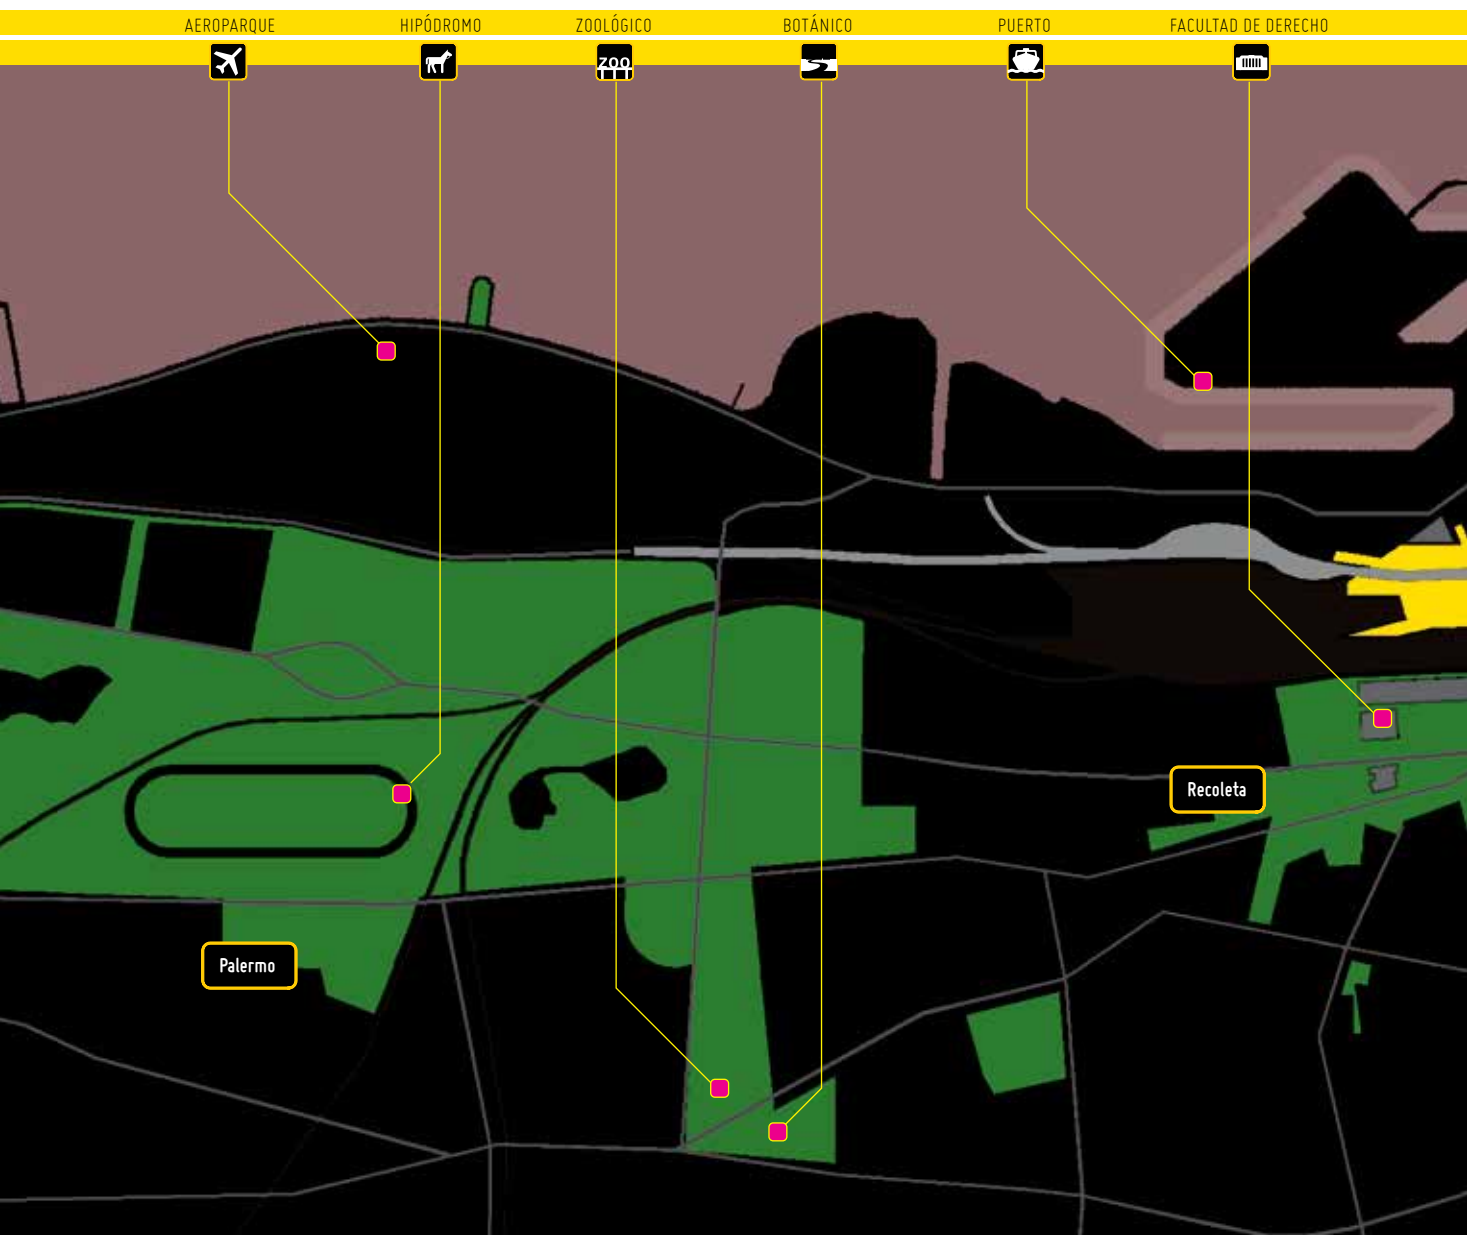 AEROPARQUE
HIPÓDROMO
ZOOLÓGICO
BOTÁNICO
PUERTO
FACULTAD DE DERECHO
ZOO
Recoleta
Palermo